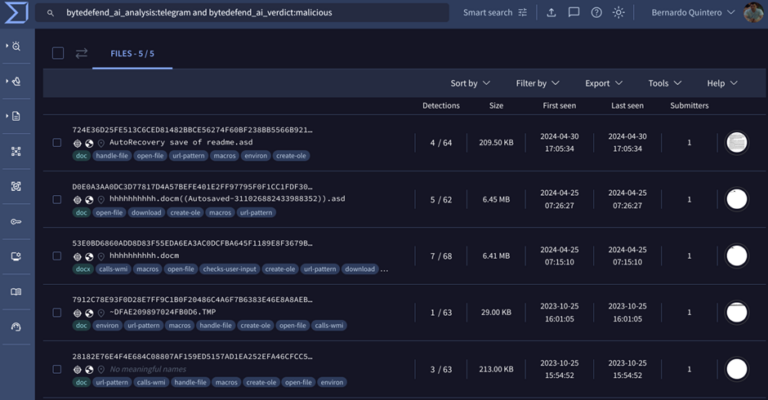 bytedefend_ai_analysis:telegram and bytedefend_ai_verdict:malicious
Smart search
Bernardo Quintero
FILES - 5 / 5
Sort by Filter by Export Tools Help
Detections Size First seen Last seen Submitters
724E36D25FE513C6CED81482BBCE56274F60BF238BB5566B921…
AutoRecovery save of readme.asd
4 / 64 209.50 KB 2024-04-30 17:05:34 2024-04-30 17:05:34 1
doc handle-file open-file url-pattern macros environ create-ole
D0E0A3AA0DC3D77817D4A57BEFE401E2FF97795F0F1CC1FDF30…
hhhhhhhhhh.docm((Autosaved-311026882433988352)).asd
5 / 62 6.45 MB 2024-04-25 07:26:27 2024-04-25 07:26:27 1
doc open-file download create-ole macros url-pattern
53E0BD6860ADD8D83F55EDA6EA3AC0DCFBA645F1189E8F3679B…
hhhhhhhhhh.docm
7 / 68 6.41 MB 2024-04-25 07:15:10 2024-04-25 07:15:10 1
docx calls-wmi macros open-file checks-user-input create-ole url-pattern download ...
7912C78E93F0D28E7FF9C1B0F20486C4A6F7B6383E46E8A8AEB…
~DFAE209897024FB8D6.TMP
1 / 63 29.00 KB 2023-10-25 16:01:05 2023-10-25 16:01:05 1
doc environ url-pattern macros handle-file create-ole open-file calls-wmi
28182E76E4F4E684C08807AF159ED5157AD1EA252EFA46CFCC5…
No meaningful names
3 / 63 213.00 KB 2023-10-25 15:54:52 2023-10-25 15:54:52 1
doc url-pattern calls-wmi handle-file macros create-ole open-file environ